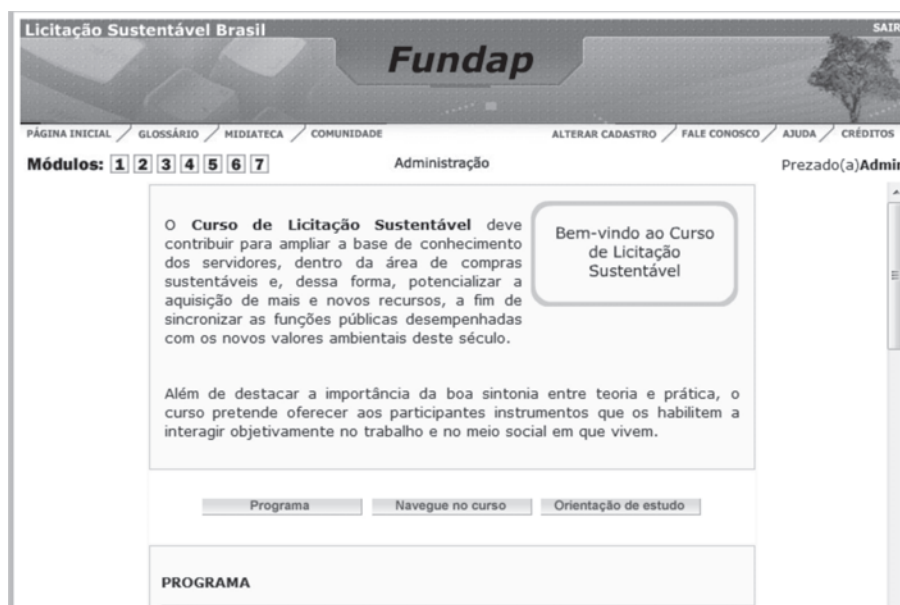 Licitação Sustentável Brasil
SAIR
Fundap
PÁGINA INICIAL GLOSSÁRIO MIDIATECA COMUNIDADE ALTERAR CADASTRO FALE CONOSCO AJUDA CRÉDITOS
Módulos: 1 2 3 4 5 6 7 Administração Prezado(a)Admin
O Curso de Licitação Sustentável deve
contribuir para ampliar a base de conhecimento
dos servidores, dentro da área de compras
sustentáveis e, dessa forma, potencializar a
aquisição de mais e novos recursos, a fim de
sincronizar as funções públicas desempenhadas
com os novos valores ambientais deste século.
Bem-vindo ao Curso
de Licitação
Sustentável
Além de destacar a importância da boa sintonia entre teoria e prática, o
curso pretende oferecer aos participantes instrumentos que os habilitem a
interagir objetivamente no trabalho e no meio social em que vivem.
Programa Navegue no curso Orientação de estudo
PROGRAMA